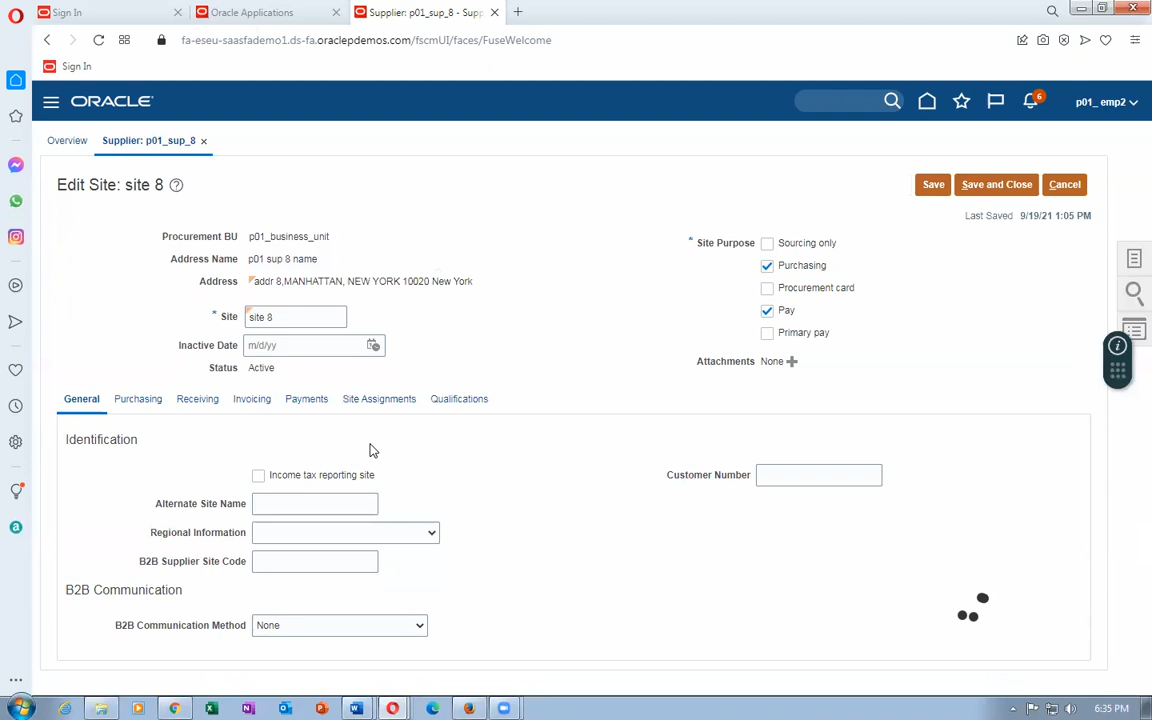 Sign In
Oracle Applications
Supplier: p01_sup_8 - Supp
fa-eseu-saasfademo1.ds-fa.oraclepdemos.com/fscmUI/faces/FuseWelcome
Sign In
ORACLE
6
p01_ emp2
Overview
Supplier: p01_sup_8
Edit Site: site 8
Save
Save and Close
Cancel
Last Saved 9/19/21 1:05 PM
Procurement BU p01_business_unit
Address Name p01 sup 8 name
Address addr 8,MANHATTAN, NEW YORK 10020 New York
* Site site 8
Inactive Date m/d/yy
Status Active
* Site Purpose Sourcing only
Purchasing
Procurement card
Pay
Primary pay
Attachments None
General
Purchasing
Receiving
Invoicing
Payments
Site Assignments
Qualifications
Identification
Income tax reporting site
Customer Number
Alternate Site Name
Regional Information
B2B Supplier Site Code
B2B Communication
B2B Communication Method None
6:35 PM